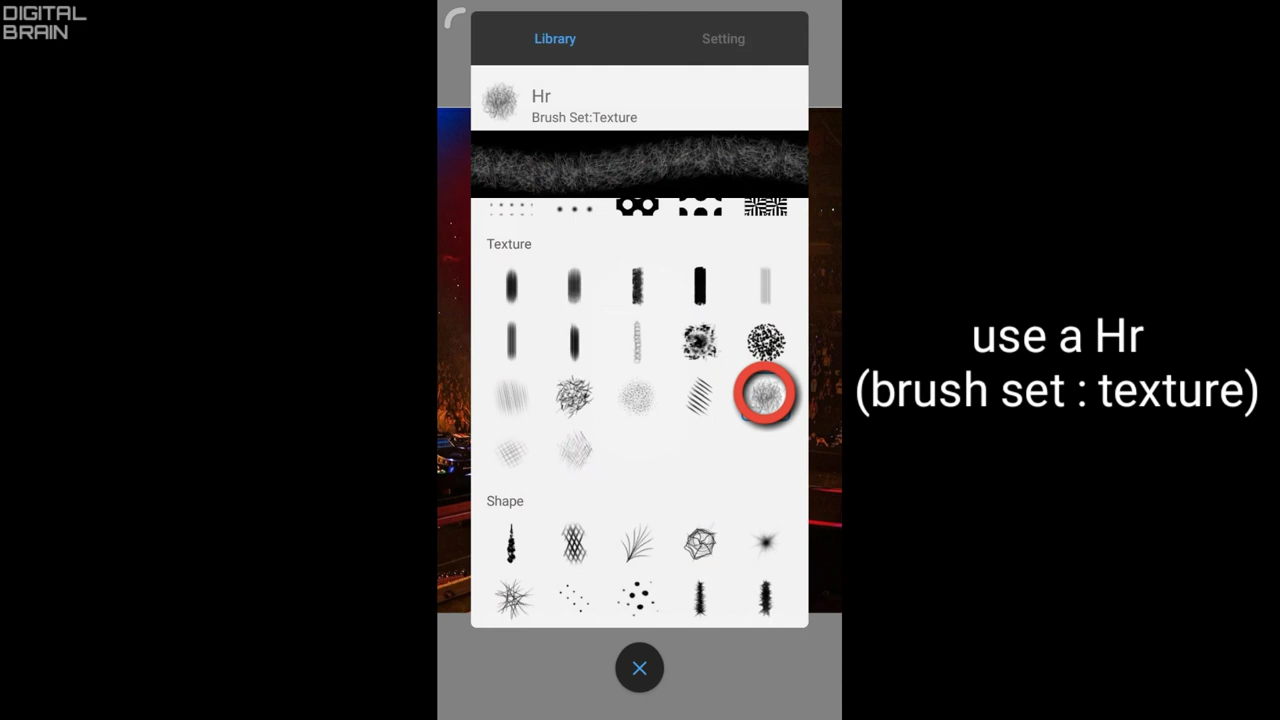 DIGITAL
BRAIN
Library
Setting
Hr
Brush Set:Texture
Texture
Shape
use a Hr
(brush set : texture)